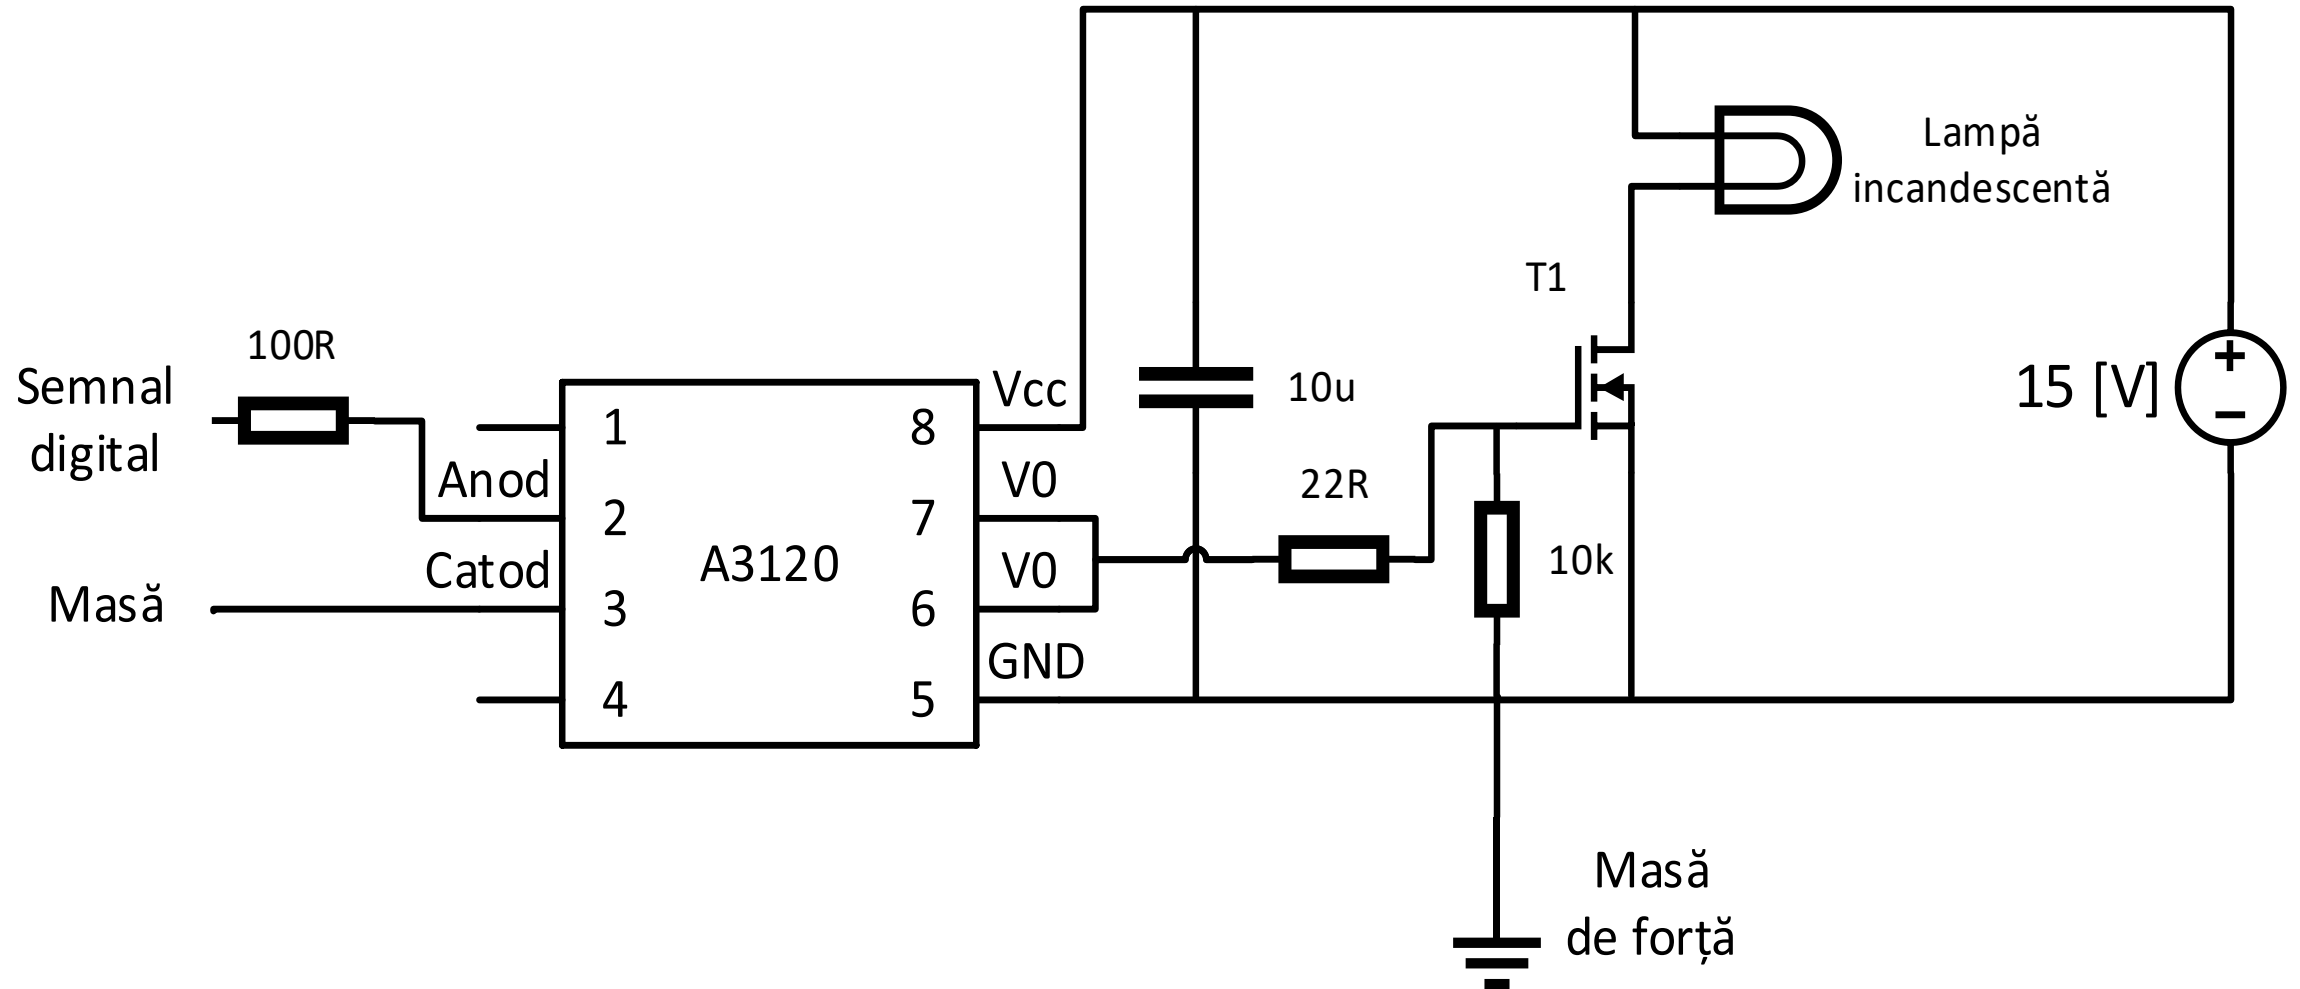 Lampă
incandescentă
T1
100R
Semnal
digital
Vcc
10u
15 [V]
1
8
Anod
V0
22R
2
7
A3120
10k
Catod
V0
Masă
3
6
GND
4
5
Masă
de forță